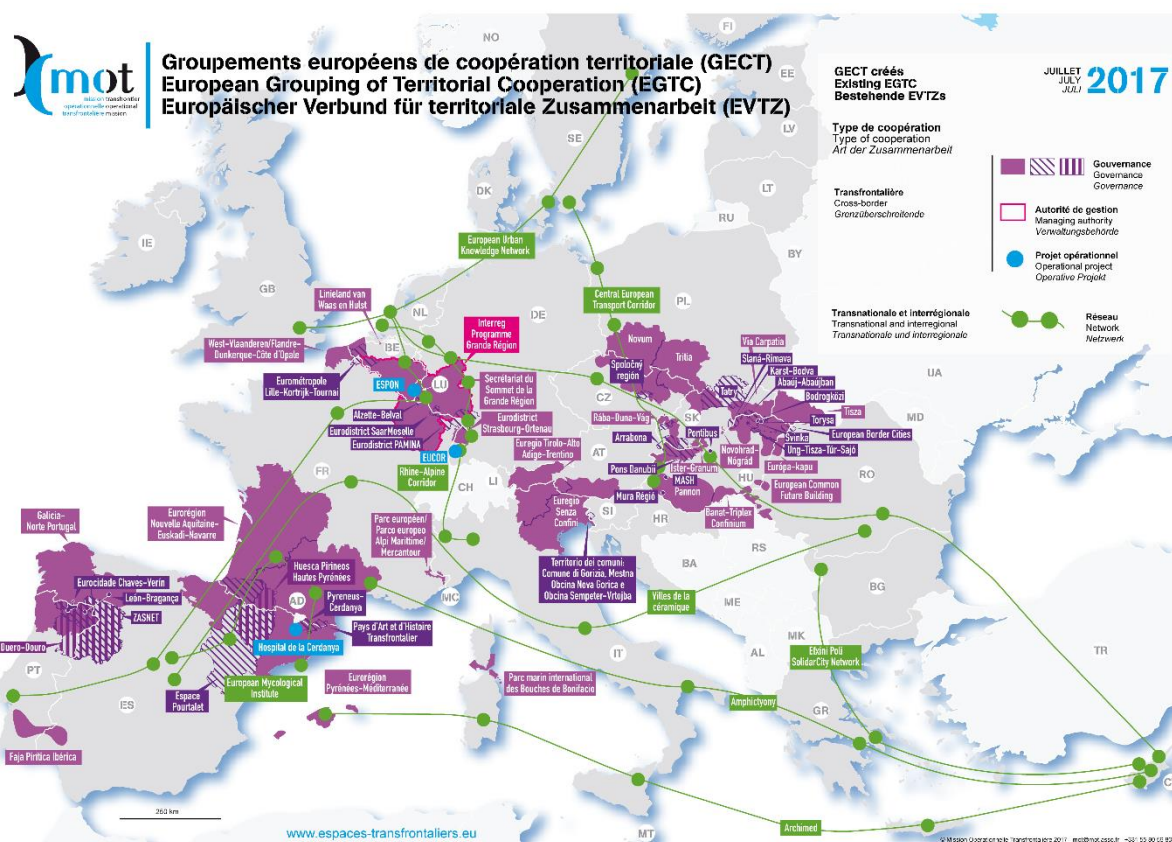 mot
mission transfrontalière
operationnelle operational
transfrontalière mission
Groupements européens de coopération territoriale (GECT)
European Grouping of Territorial Cooperation (EGTC)
Europäischer Verbund für territoriale Zusammenarbeit (EVTZ)
GECT créés
Existing EGTC
Bestehende EVTZs
JUILLET
JULY
JULI
2017
Type de coopération
Type of cooperation
Art der Zusammenarbeit
Transfrontalière
Cross-border
Grenzüberschreitende
Gouvernance
Governance
Governance
Autorité de gestion
Managing authority
Verwaltungsbehörde
Projet opérationnel
Operational project
Operative Projekt
Transnationale et interrégionale
Transnational and interregional
Transnationale und interregionale
Réseau
Network
Netzwerk
NO
FI
SE
EE
LV
LT
RU
BY
DK
IE
GB
NL
DE
PL
BE
LU
UA
CZ
SK
MD
FR
CH
LI
AT
HU
RO
SI
HR
BA
RS
BG
ME
MK
AL
MC
AD
IT
PT
ES
GR
TR
MT
C
European Urban
Knowledge Network
Central European
Transport Corridor
Linieland van
Waas en Hulst
Interreg
Programme
Grande Région
West-Vlaanderen/Flandre-
Dunkerque-Côte d'Opale
Eurométropole
Lille-Kortrijk-Tournai
ESPON
Secrétariat du
Sommet de la
Grande Région
Alzette-Belval
Eurodistrict SaarMoselle
Eurodistrict PAMINA
Eurodistrict
Strasbourg-Ortenau
EUCOR
Rhine-Alpine
Corridor
Euregio Tirolo-Alto
Adige-Trentino
Euregio
Senza
Confini
Novum
Tritia
Spoločný
región
Tatry
Via Carpatia
Slaná-Rimava
Karst-Bodva
Abaúj-Abaújban
Bodrogközi
Tisza
Torysa
European Border Cities
Svinka
Ung-Tisza-Túr-Sajó
Rába-Duna-Vág
Arrabona
Pontibus
Novohrad-
Nógrád
Európa-kapu
Pons Danubii
Ister-Granum
MASH
Pannon
Mura Régió
European Common
Future Building
Banat-Triplex
Confinium
Galicia-
Norte Portugal
Eurorégion
Nouvelle Aquitaine-
Euskadi-Navarre
Parc européen/
Parco europeo
Alpi Marittime/
Mercantour
Huesca Pirineos
Hautes Pyrénées
Pyreneus-
Cerdanya
Eurocidade Chaves-Verín
León-Bragança
ZASNET
Duero-Douro
Pays d'Art et d'Histoire
Transfrontalier
Hospital de la Cerdanya
European Mycological
Institute
Espace
Pourtalet
Eurorégion
Pyrénées-Méditerranée
Parc marin international
des Bouches de Bonifacio
Faja Pirítica Ibérica
Territorio dei comuni:
Comune di Gorizia, Mestna
Obcina Nova Gorica e
Obcina Sempeter-Vrtojba
Villes de la
céramique
Efxini Poli
SolidarCity Network
Amphictyony
Archimed
260 km
www.espaces-transfrontaliers.eu
© Mission Operationnelle Transfrontalière 2017